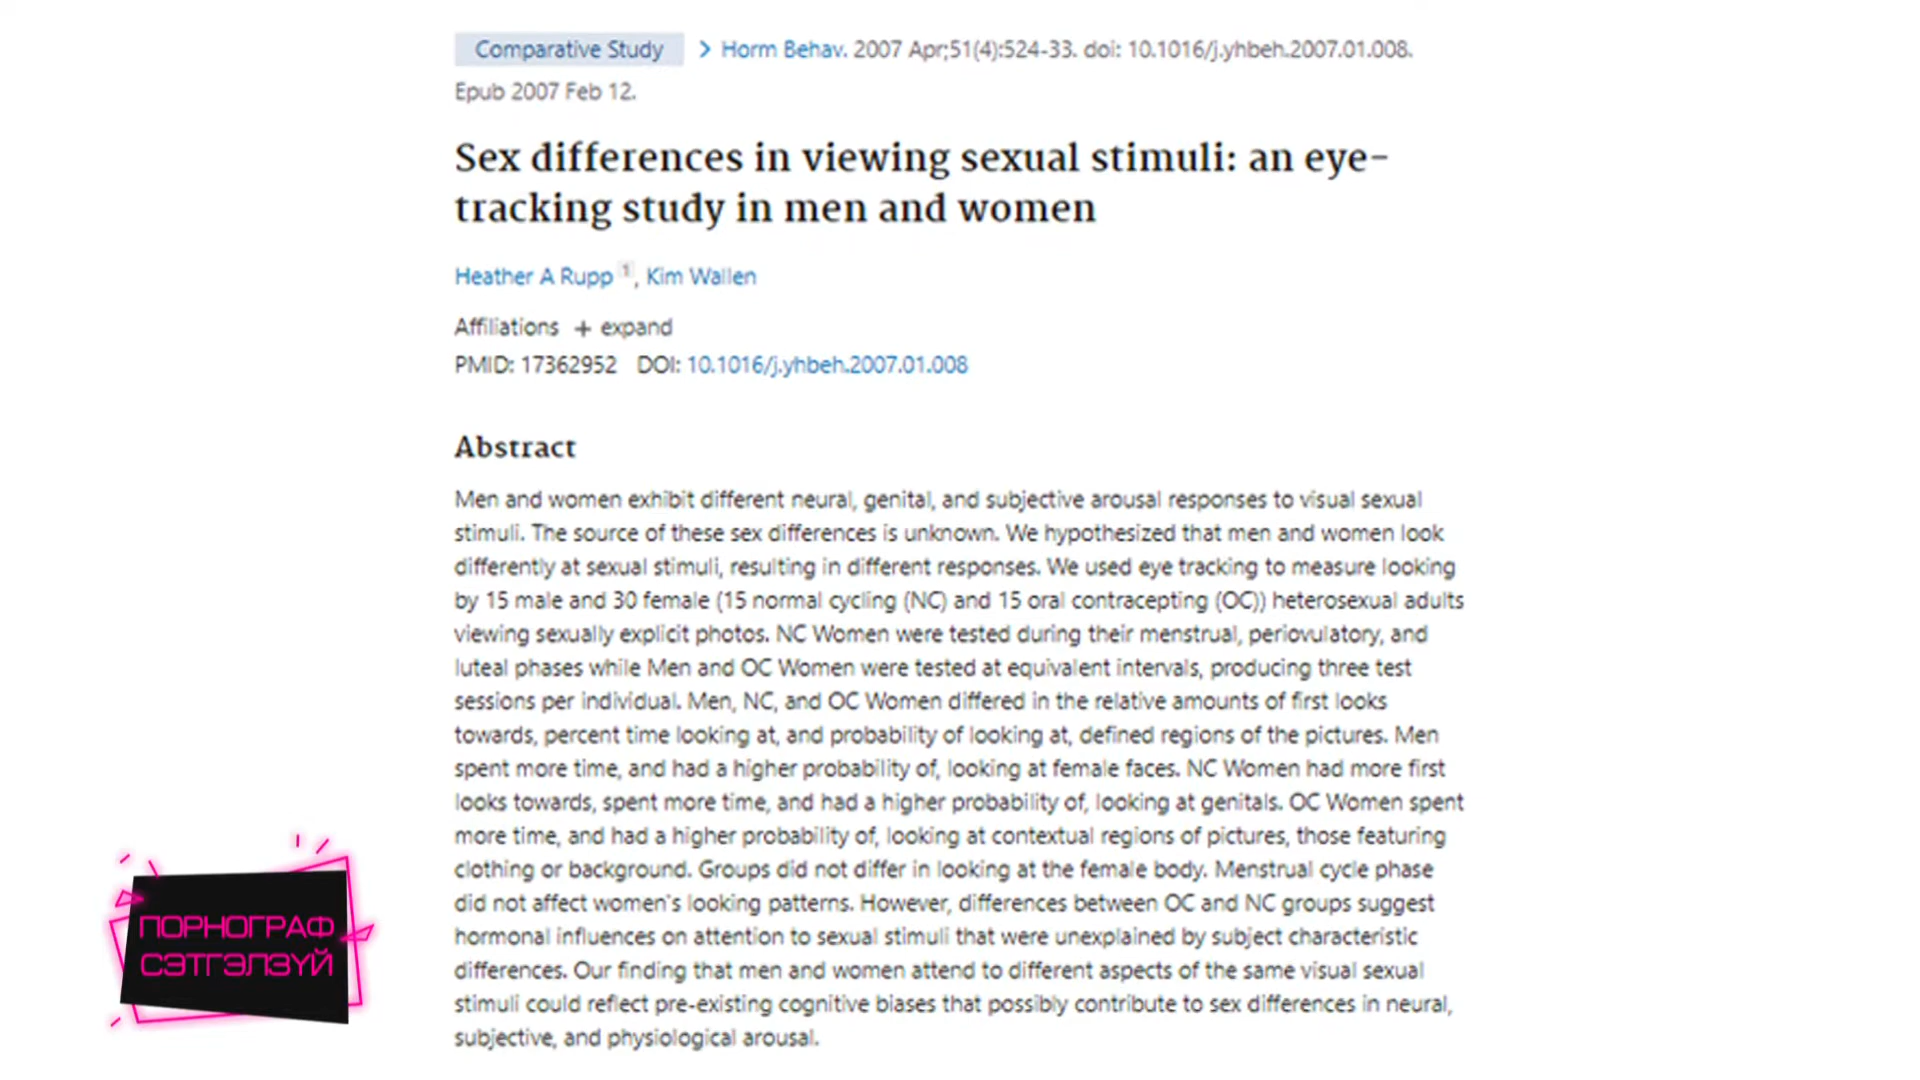 Comparative Study > Horm Behav. 2007 Apr;51(4):524-33. doi: 10.1016/j.yhbeh.2007.01.008.
Epub 2007 Feb 12.
Sex differences in viewing sexual stimuli: an eye-
tracking study in men and women
Heather A Rupp 1, Kim Wallen
Affiliations + expand
PMID: 17362952 DOI: 10.1016/j.yhbeh.2007.01.008
Abstract
Men and women exhibit different neural, genital, and subjective arousal responses to visual sexual
stimuli. The source of these sex differences is unknown. We hypothesized that men and women look
differently at sexual stimuli, resulting in different responses. We used eye tracking to measure looking
by 15 male and 30 female (15 normal cycling (NC) and 15 oral contracepting (OC)) heterosexual adults
viewing sexually explicit photos. NC Women were tested during their menstrual, periovulatory, and
luteal phases while Men and OC Women were tested at equivalent intervals, producing three test
sessions per individual. Men, NC, and OC Women differed in the relative amounts of first looks
towards, percent time looking at, and probability of looking at, defined regions of the pictures. Men
spent more time, and had a higher probability of, looking at female faces. NC Women had more first
looks towards, spent more time, and had a higher probability of, looking at genitals. OC Women spent
more time, and had a higher probability of, looking at contextual regions of pictures, those featuring
clothing or background. Groups did not differ in looking at the female body. Menstrual cycle phase
did not affect women's looking patterns. However, differences between OC and NC groups suggest
hormonal influences on attention to sexual stimuli that were unexplained by subject characteristic
differences. Our finding that men and women attend to different aspects of the same visual sexual
stimuli could reflect pre-existing cognitive biases that possibly contribute to sex differences in neural,
subjective, and physiological arousal.
ПОРНОГРАФ
СЭТГЭЛЗҮЙ